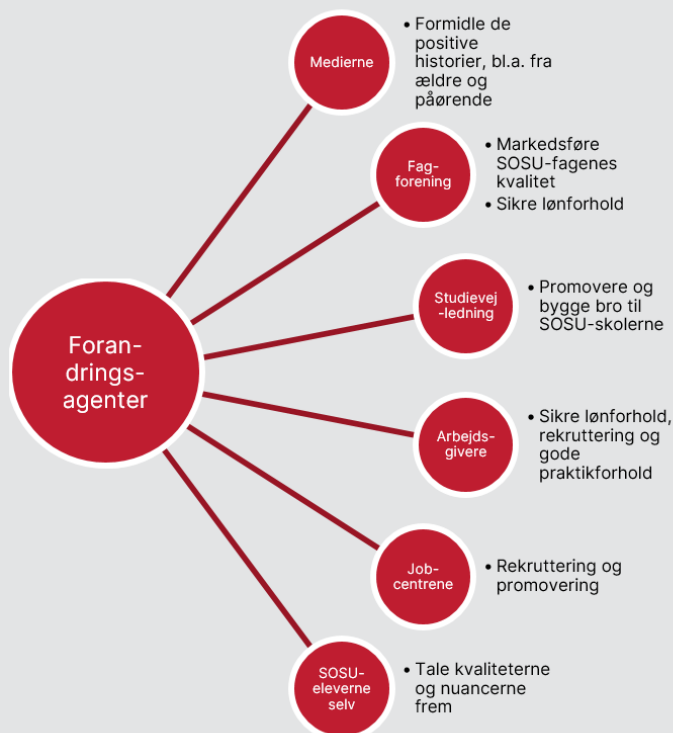 Medierne
• Formidle de
positive
historier, bl.a. fra
ældre og
påørende
Fag-
forening
• Markedsføre
SOSU-fagenes
kvalitet
• Sikre lønforhold
Studievej
-ledning
• Promovere og
bygge bro til
SOSU-skolerne
Foran-
drings-
agenter
Arbejds-
givere
• Sikre lønforhold,
rekruttering og
gode
praktikforhold
Job-
centrene
• Rekruttering og
promovering
SOSU-
eleverne
selv
• Tale kvaliteterne
og nuancerne
frem